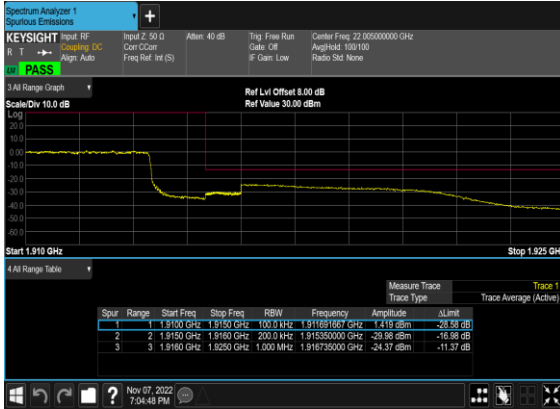 Spectrum Analyzer 1
Spurious Emissions
+
KEYSIGHT
R T
PASS
Input: RF
Coupling: DC
Align: Auto
Input Z: 50 Ω
Corr CCorr
Freq Ref: Int (S)
Atten: 40 dB
Trig: Free Run
Gate: Off
IF Gain: Low
Center Freq: 22.005000000 GHz
Avg|Hold: 100/100
Radio Std: None
3 All Range Graph
Scale/Div 10.0 dB
Ref Lvl Offset 8.00 dB
Ref Value 30.00 dBm
Log
20.0
10.0
0.00
-10.0
-20.0
-30.0
-40.0
-50.0
-60.0
Start 1.910 GHz
Stop 1.925 GH
4 All Range Table
Measure Trace Trace 1
Trace Type Trace Average (Active)
Spur Range Start Freq Stop Freq RBW Frequency Amplitude ΔLimit
1 1 1.9100 GHz 1.9150 GHz 100.0 kHz 1.911691667 GHz 1.419 dBm -28.58 dB
2 2 1.9150 GHz 1.9160 GHz 200.0 kHz 1.915350000 GHz -29.98 dBm -16.98 dB
3 3 1.9160 GHz 1.9250 GHz 1.000 MHz 1.916735000 GHz -24.37 dBm -11.37 dB
?
Nov 07, 2022
7:04:48 PM